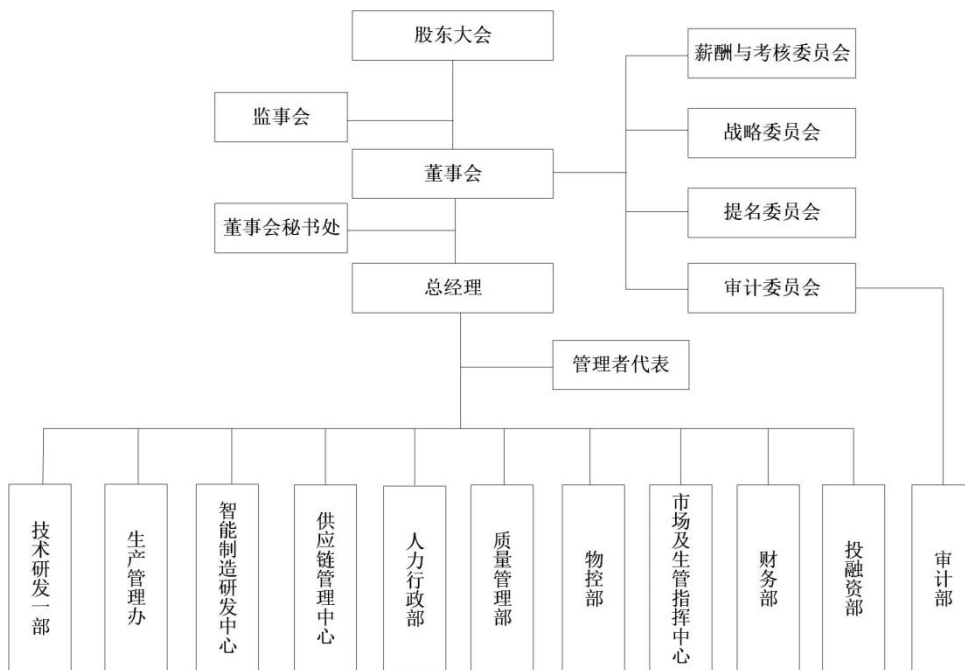 股东大会
薪酬与考核委员会
监事会
战略委员会
董事会
提名委员会
董事会秘书处
总经理
审计委员会
管理者代表
技术研发一部
生产管理办
智能制造研发中心
供应链管理中心
人力行政部
质量管理部
物控部
市场及生管指挥中心
财务部
投融资部
审计部